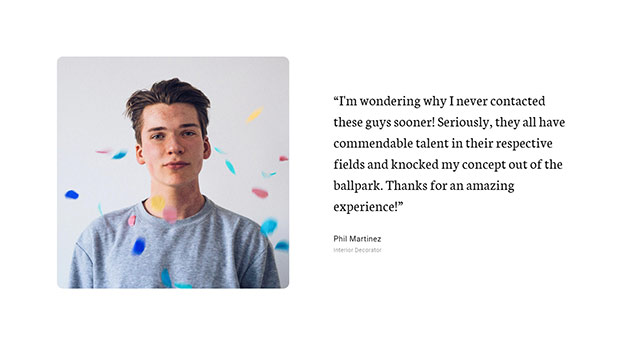 “I'm wondering why I never contacted
these guys sooner! Seriously, they all have
commendable talent in their respective
fields and knocked my concept out of the
ballpark. Thanks for an amazing
experience!”
Phil Martinez
Interior Decorator